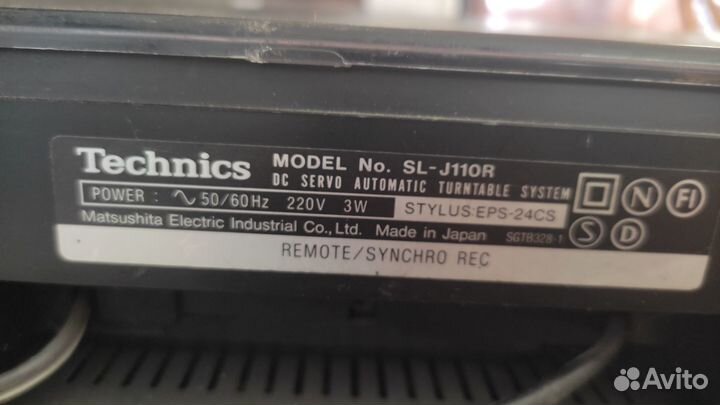 Technics MODEL No. SL-J110R
DC SERVO AUTOMATIC TURNTABLE SYSTEM
POWER: ∿ 50/60Hz 220V 3W STYLUS:EPS-24CS
N FI
Matsushita Electric Industrial Co., Ltd. Made in Japan SGTB328-1
S D
REMOTE/SYNCHRO REC
Avito